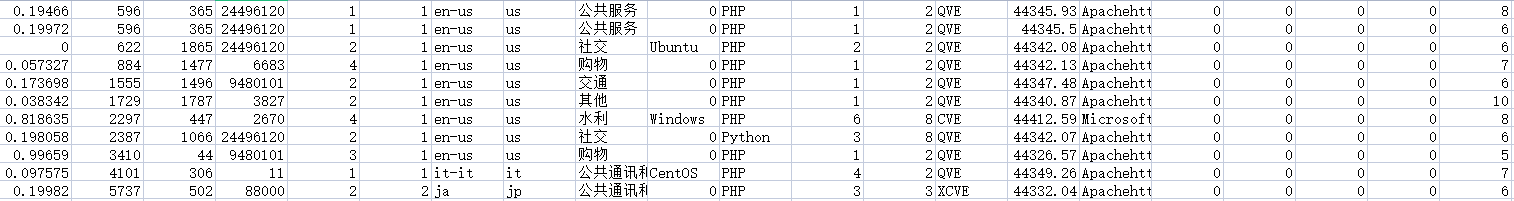 0.19466 596 365 24496120 1 1 en-us us 公共服务 0 PHP 1 2 QVE 44345.93 Apachehtt 0 0 0 0 8
0.19972 596 365 24496120 1 1 en-us us 公共服务 0 PHP 1 2 QVE 44345.5 Apachehtt 0 0 0 0 6
0 622 1865 24496120 2 1 en-us us 社交 Ubuntu PHP 2 2 QVE 44342.08 Apachehtt 0 0 0 0 6
0.057327 884 1477 6683 4 1 en-us us 购物 0 PHP 1 2 QVE 44342.13 Apachehtt 0 0 0 0 7
0.173698 1555 1496 9480101 2 1 en-us us 交通 0 PHP 1 2 QVE 44347.48 Apachehtt 0 0 0 0 6
0.038342 1729 1787 3827 2 1 en-us us 其他 0 PHP 1 2 QVE 44340.87 Apachehtt 0 0 0 0 10
0.818635 2297 447 2670 4 1 en-us us 水利 Windows PHP 6 8 CVE 44412.59 Microsoft 0 0 0 0 8
0.198058 2387 1066 24496120 2 1 en-us us 社交 0 Python 3 8 QVE 44342.07 Apachehtt 0 0 0 0 6
0.99659 3410 44 9480101 3 1 en-us us 购物 0 PHP 1 2 QVE 44326.57 Apachehtt 0 0 0 0 5
0.097575 4101 306 11 1 1 it-it it 公共通讯和 CentOS PHP 4 2 QVE 44349.26 Apachehtt 0 0 0 0 7
0.19982 5737 502 88000 2 2 ja jp 公共通讯和 0 PHP 3 3 XCVE 44332.04 Apachehtt 0 0 0 0 6